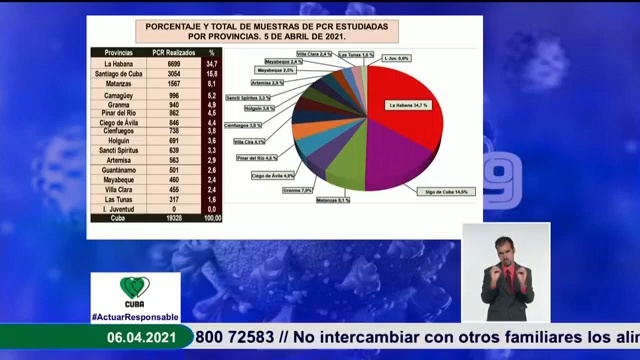 PORCENTAJE Y TOTAL DE MUESTRAS DE PCR ESTUDIADAS
POR PROVINCIAS. 5 DE ABRIL DE 2021.
Provincias PCR Realizados %
La Habana 6699 34,7
Santiago de Cuba 3054 15,8
Matanzas 1567 8,1
Camagüey 996 5,2
Granma 940 4,9
Pinar del Río 862 4,5
Ciego de Ávila 846 4,4
Cienfuegos 738 3,8
Holguín 691 3,6
Sancti Spíritus 639 3,3
Artemisa 563 2,9
Guantánamo 501 2,6
Mayabeque 460 2,4
Villa Clara 455 2,4
Las Tunas 317 1,6
I. Juventud 0 0,0
Cuba 19328 100,00
Villa Clara 2,4 %
Las Tunas 1,6 %
I. Juv. 0,0%
Mayabeque 2,4 %
Mayabeque 2,5%
Artemisa 2,9 %
Sancti Spíritus 3,3 %
Holguín 3,6 %
Cienfuegos 3,8 %
Villa Clra 4,1%
Pinar del Río 4,5 %
Ciego de Ávila 4,0%
Granma 7,0%
Matanzas 8,1 %
La Habana 34,7 %
Stgo de Cuba 14,5%
9
CUBA
#ActuarResponsable
06.04.2021 800 72583 // No intercambiar con otros familiares los ali